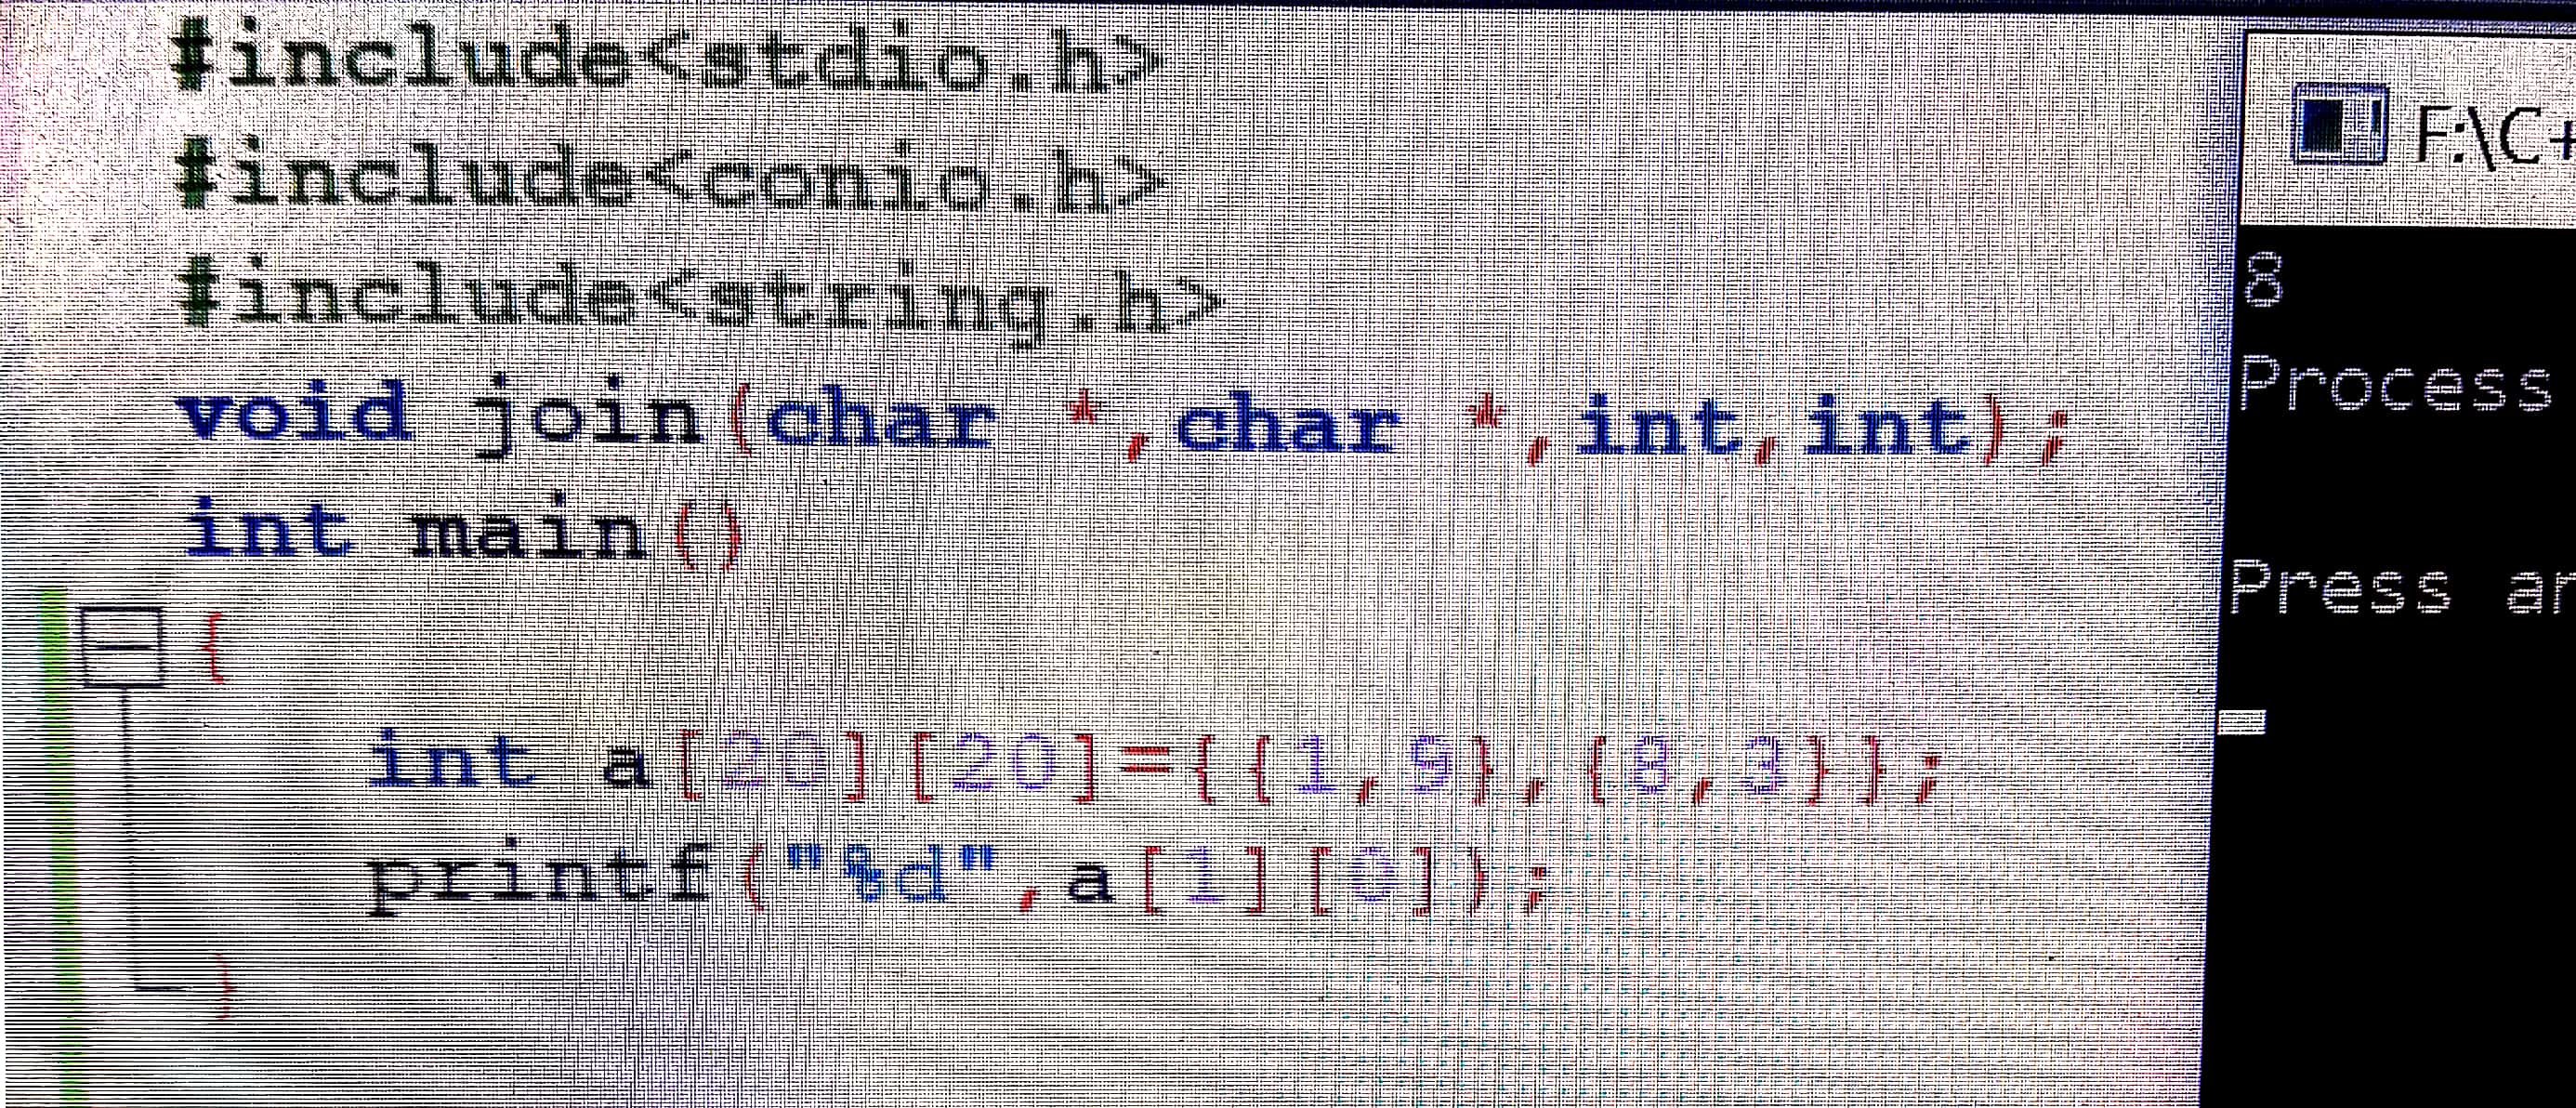 #include<stdio.h>
#include<conio.h>
#include<string.h>
void join(char *,char *,int,int);
int main()
{
int a[20][20]={{1,9},{8,3}};
printf("%d",a[1][0]);
}
F:\C+
8
Process
Press an